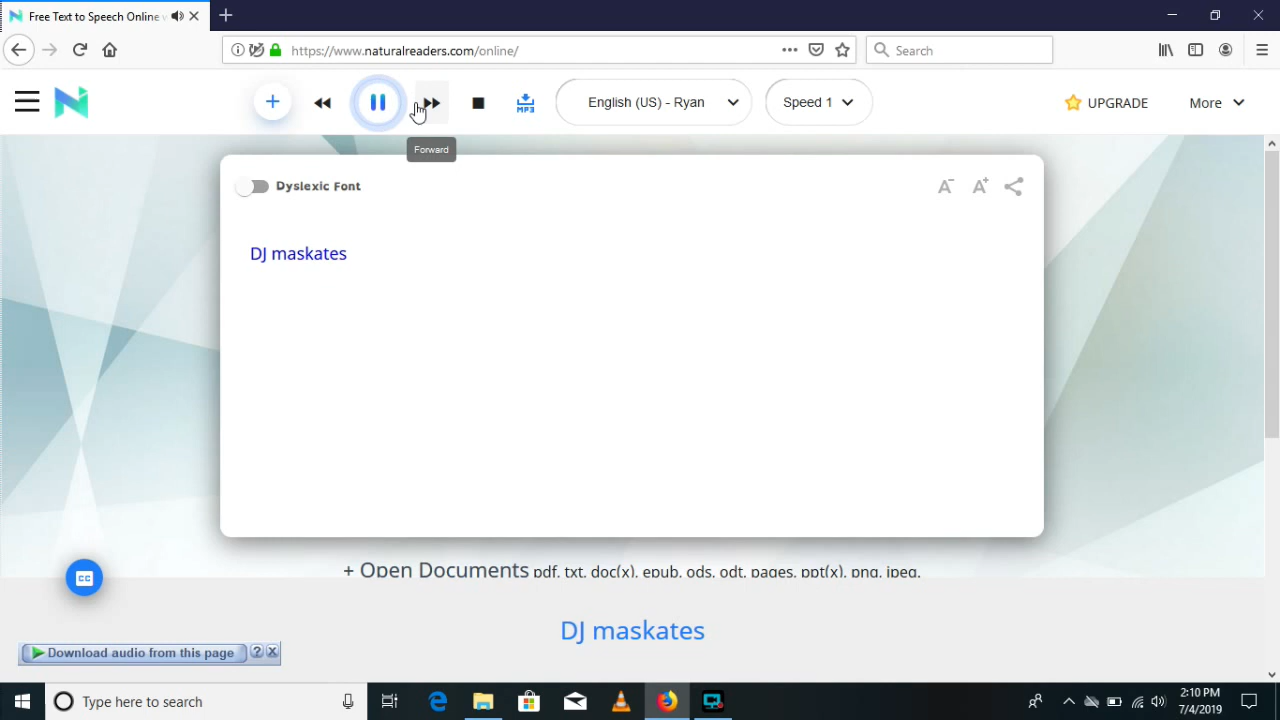 Free Text to Speech Online v
https://www.naturalreaders.com/online/
Search
MP3
English (US) - Ryan
Speed 1
UPGRADE
More
Forward
Dyslexic Font
A-
A+
DJ maskates
+ Open Documents pdf, txt, doc(x), epub, ods, odt, pages, ppt(x), png, jpeg,
CC
DJ maskates
Download audio from this page
?
Type here to search
2:10 PM
7/4/2019